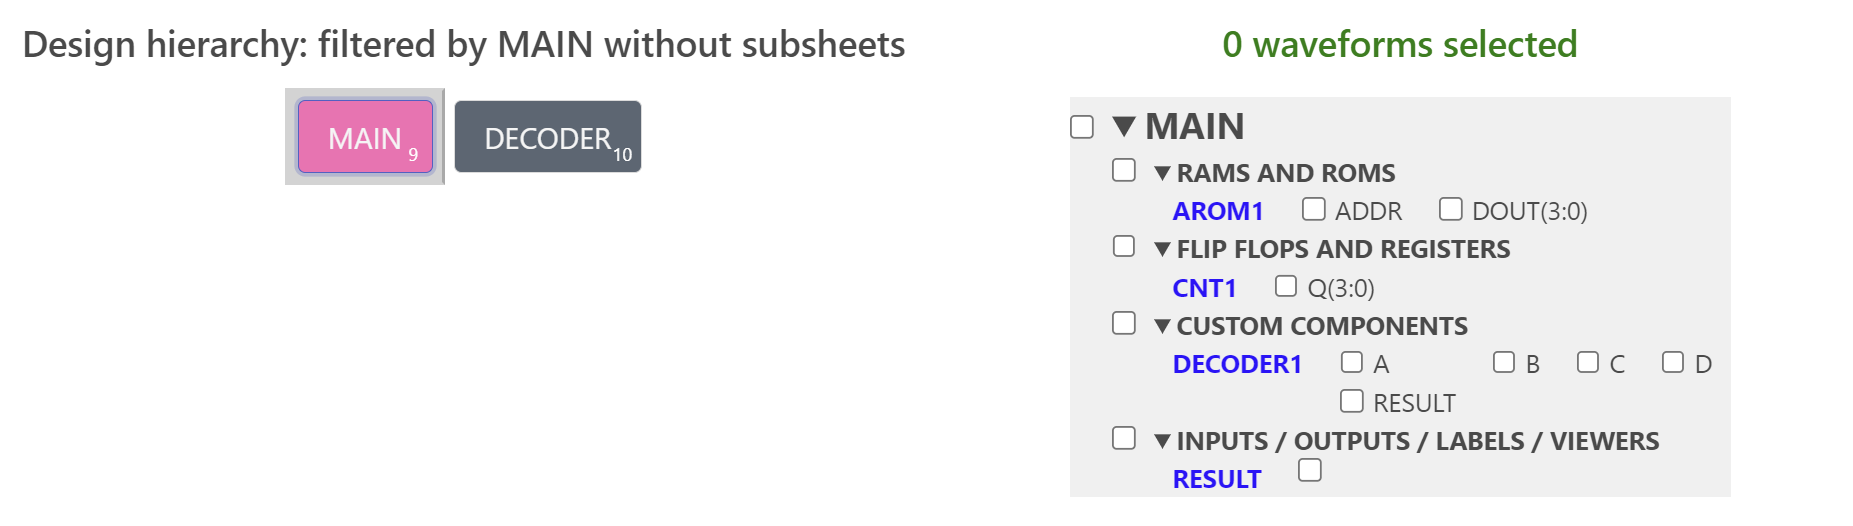 Design hierarchy: filtered by MAIN without subsheets
MAIN 9
DECODER 10
0 waveforms selected
MAIN
RAMS AND ROMS
AROM1 ADDR DOUT(3:0)
FLIP FLOPS AND REGISTERS
CNT1 Q(3:0)
CUSTOM COMPONENTS
DECODER1 A B C D
RESULT
INPUTS / OUTPUTS / LABELS / VIEWERS
RESULT